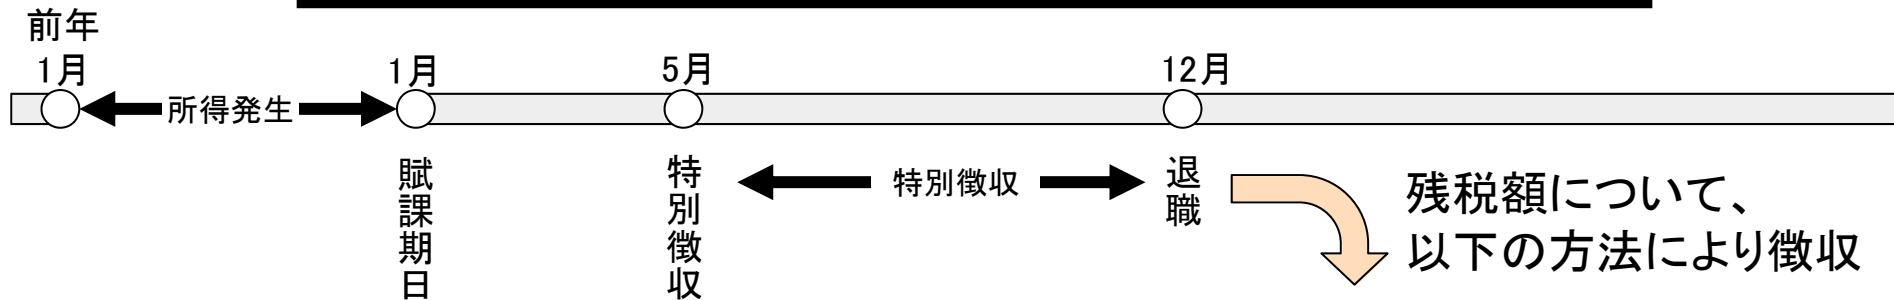 前年
1月
1月
5月
12月
所得発生
賦課期日
特別徴収
特別徴収
退職
残税額について、
以下の方法により徴収